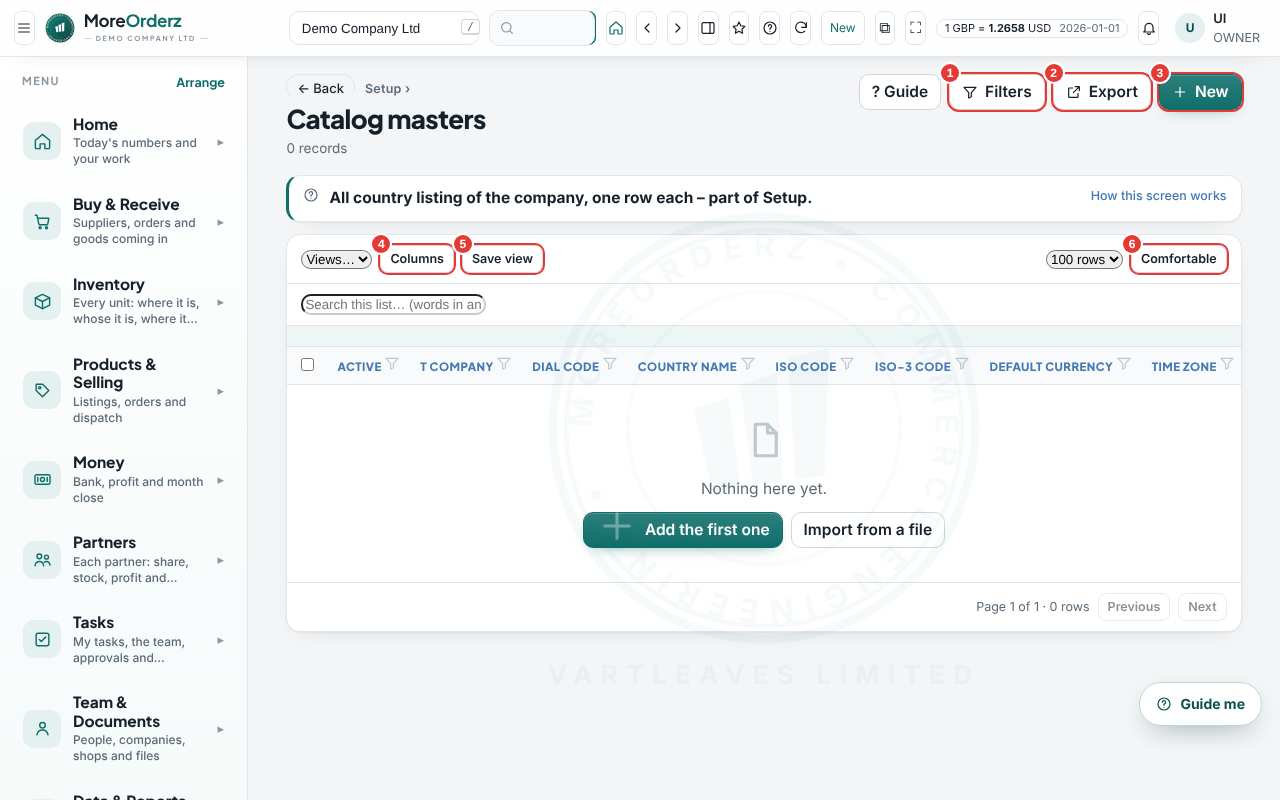 MoreOrderz
— DEMO COMPANY LTD —
Demo Company Ltd /
New
1 GBP = 1.2658 USD 2026-01-01
U
UI
OWNER
MENU
Arrange
Home
Today's numbers and
your work
Buy & Receive
Suppliers, orders and
goods coming in
Inventory
Every unit: where it is,
whose it is, where it...
Products &
Selling
Listings, orders and
dispatch
Money
Bank, profit and month
close
Partners
Each partner: share,
stock, profit and...
Tasks
My tasks, the team,
approvals and...
Team &
Documents
People, companies,
shops and files
Data & Reports
← Back
Setup ›
Catalog masters
0 records
? Guide
1 Filters
2 Export
3 + New
All country listing of the company, one row each – part of Setup.
How this screen works
Views...
4 Columns
5 Save view
100 rows
6 Comfortable
Search this list... (words in an
ACTIVE
T COMPANY
DIAL CODE
COUNTRY NAME
ISO CODE
ISO-3 CODE
DEFAULT CURRENCY
TIME ZONE
Nothing here yet.
+ Add the first one
Import from a file
Page 1 of 1 · 0 rows
Previous
Next
MOREORDERZ • COMMERCE ENGINEERING •
VARTLEAVES LIMITED
Guide me